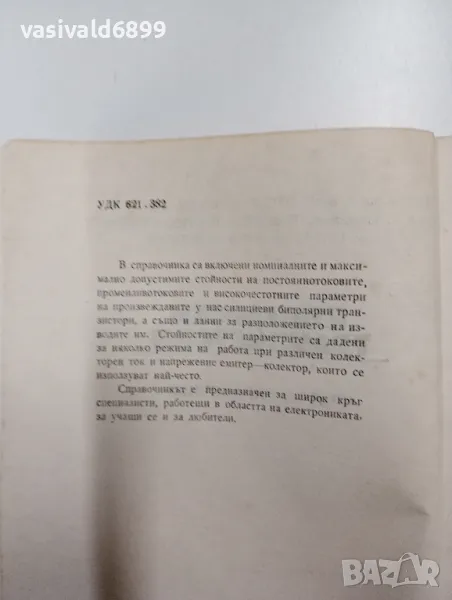 vasivald6899
УДК 621.382
В справочника са включени номиналните и макси-
мално допустимите стойности на постояннотоковите,
променливотоковите и високочестотните параметри
на произвежданите у нас силициеви биполярни тран-
зистори, а също и данни за разположението на из-
водите им. Стойностите на параметрите са дадени
за няколко режима на работа при различен колек-
торен ток и напрежение емитер—колектор, които се
използуват най-често.
Справочникът е предназначен за широк кръг
специалисти, работещи в областта на електрониката,
за учащи се и за любители.
BAZAR